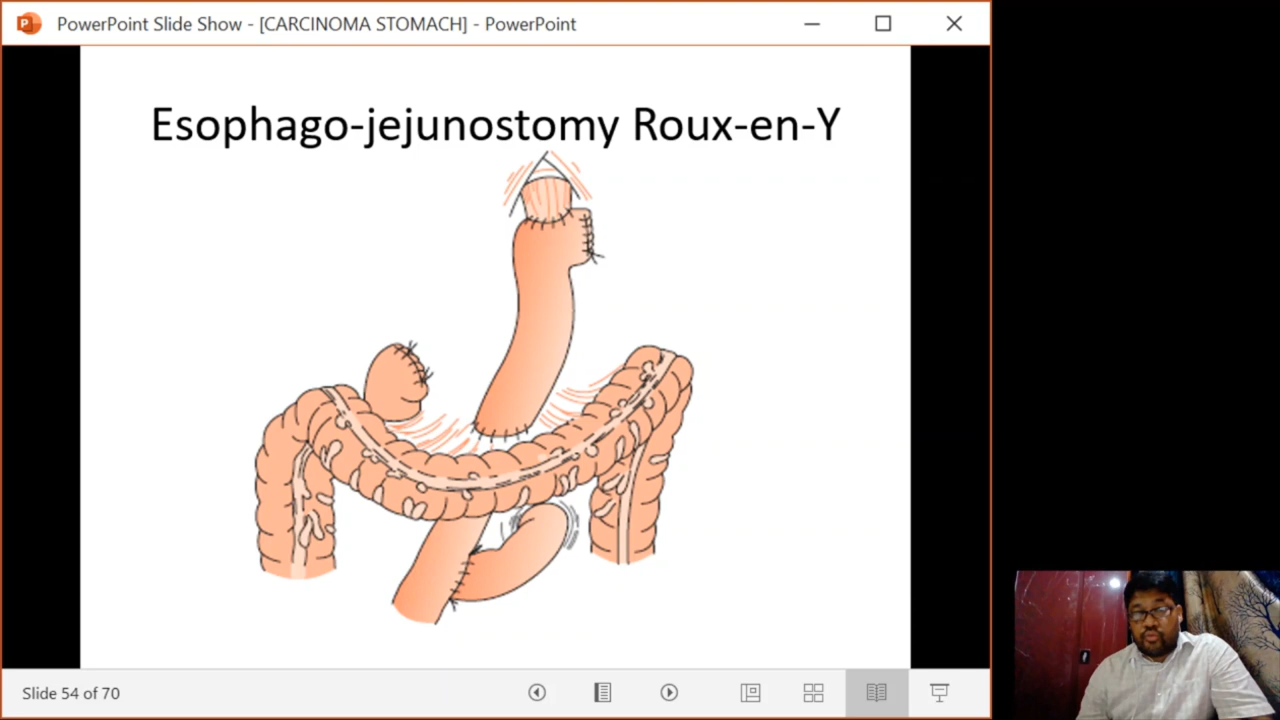 PowerPoint Slide Show - [CARCINOMA STOMACH] - PowerPoint
Esophago-jejunostomy Roux-en-Y
Slide 54 of 70